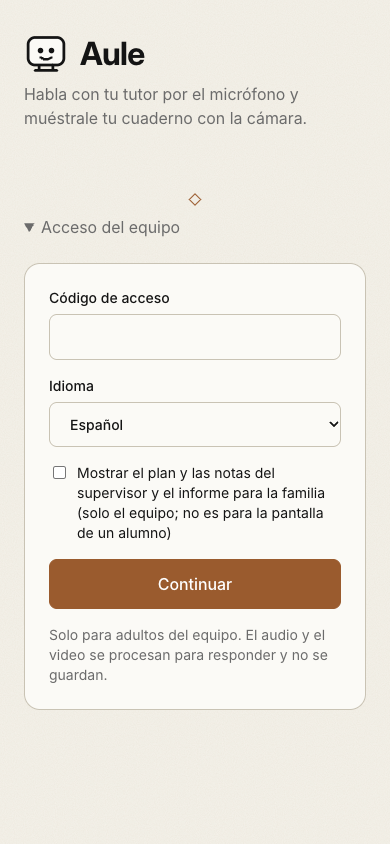 Aule
Habla con tu tutor por el micrófono y
muéstrale tu cuaderno con la cámara.
Acceso del equipo
Código de acceso
Idioma
Español
Mostrar el plan y las notas del
supervisor y el informe para la familia
(solo el equipo; no es para la pantalla
de un alumno)
Continuar
Solo para adultos del equipo. El audio y el
video se procesan para responder y no se
guardan.